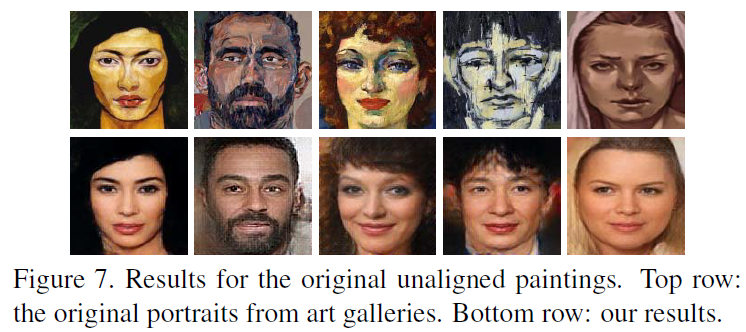 Figure 7. Results for the original unaligned paintings. Top row:
the original portraits from art galleries. Bottom row: our results.